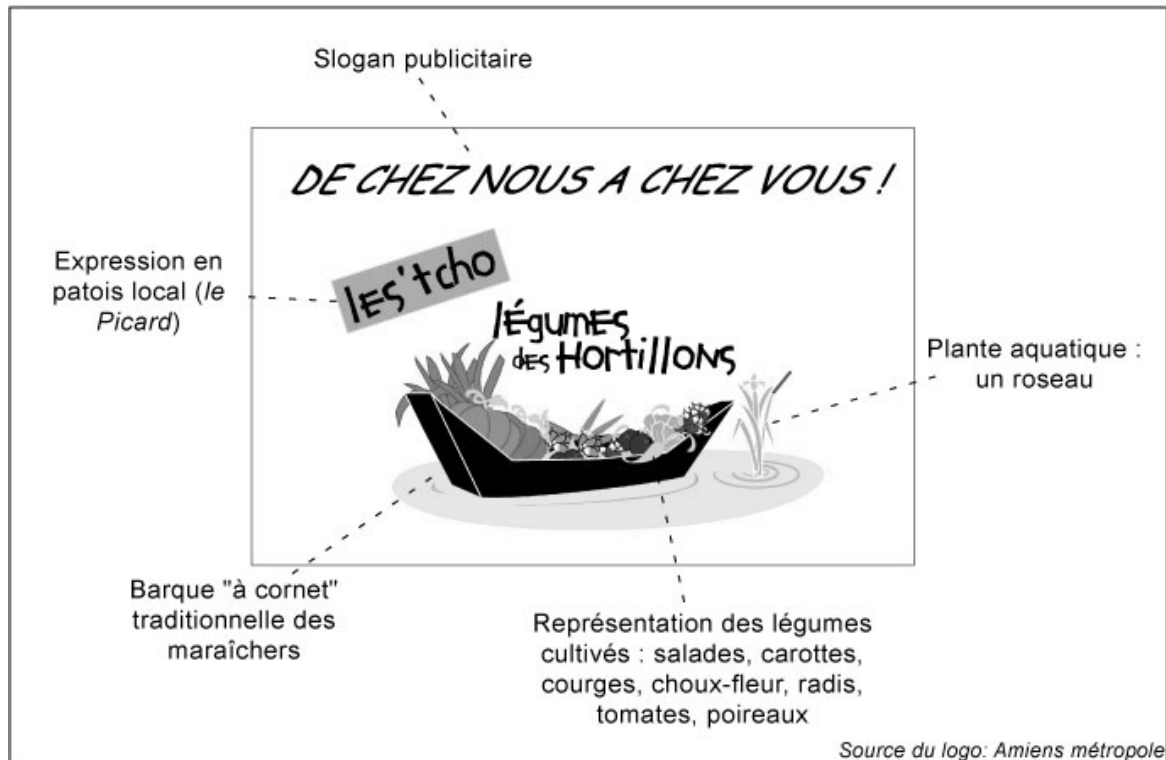 Slogan publicitaire
DE CHEZ NOUS A CHEZ VOUS !
Expression en
patois local (le
Picard)
les'tcho
légumes
des Hortillons
Plante aquatique :
un roseau
Barque "à cornet"
traditionnelle des
maraîchers
Représentation des légumes
cultivés : salades, carottes,
courges, choux-fleur, radis,
tomates, poireaux
Source du logo: Amiens métropole